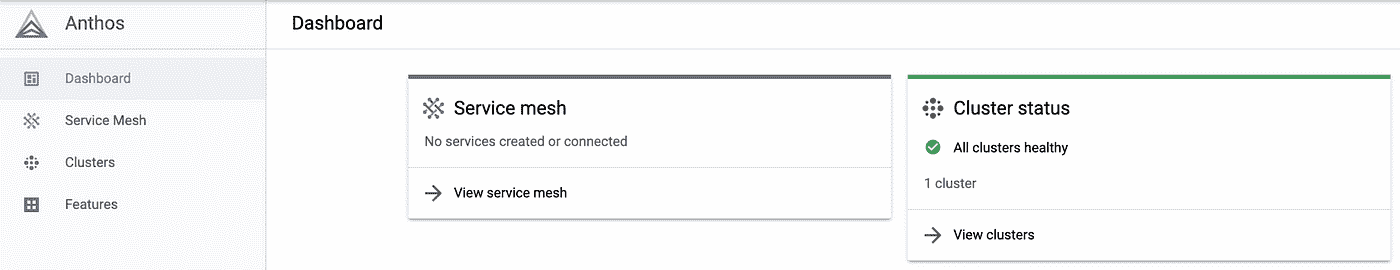 Anthos
Dashboard
Dashboard
Service Mesh
Clusters
Features
Service mesh
No services created or connected
View service mesh
Cluster status
All clusters healthy
1 cluster
View clusters